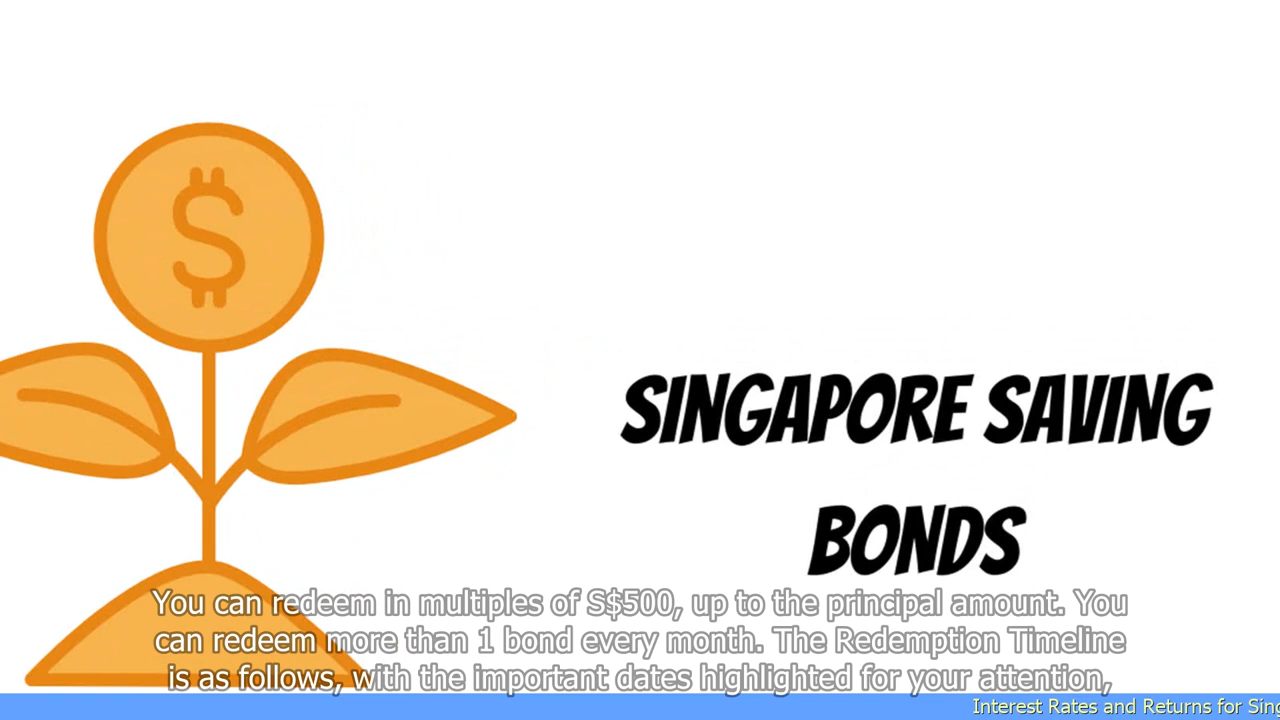 $
SINGAPORE SAVING
BONDS
You can redeem in multiples of S$500, up to the principal amount. You
can redeem more than 1 bond every month. The Redemption Timeline
is as follows, with the important dates highlighted for your attention,
Interest Rates and Returns for